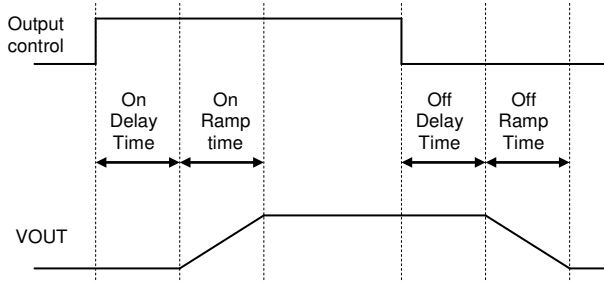 Output
control
On
Delay
Time
On
Ramp
time
Off
Delay
Time
Off
Ramp
Time
VOUT